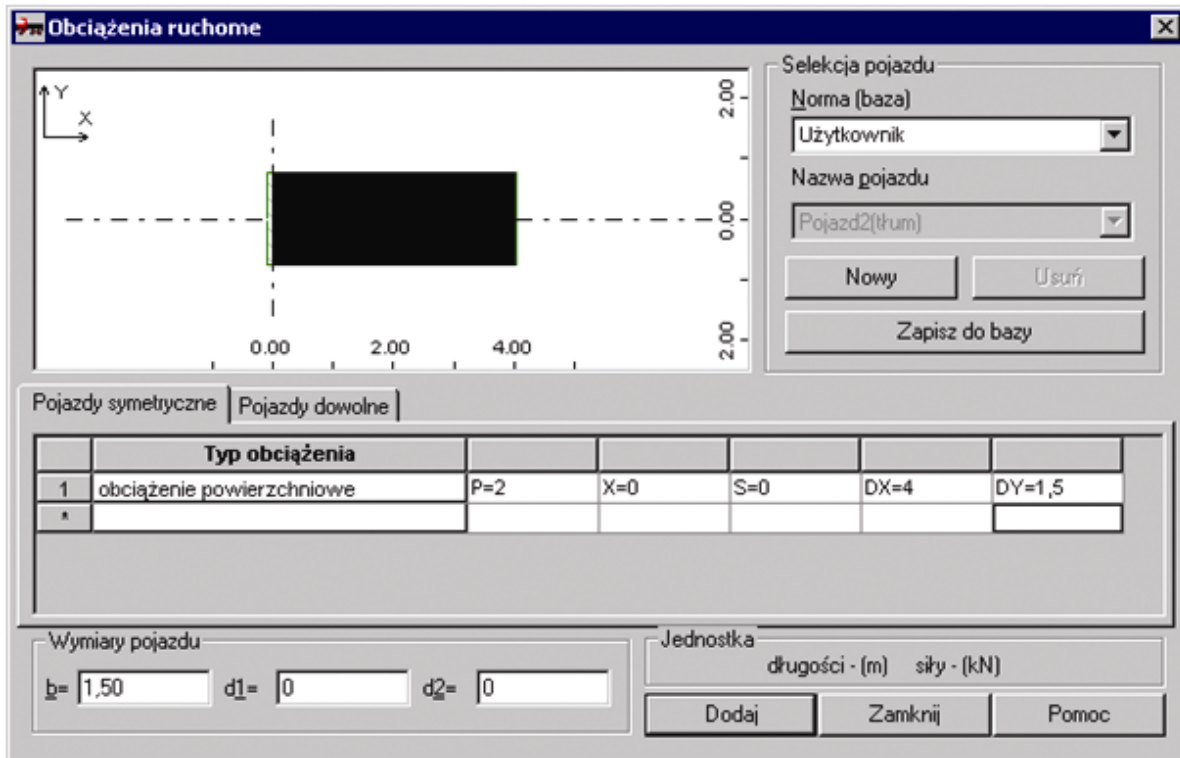 Obciążenia ruchome
Y
X
2.00
0.00
2.00
0.00 2.00 4.00
Selekcja pojazdu
Norma (baza)
Użytkownik
Nazwa pojazdu
Pojazd2(tłum)
Nowy Usuń
Zapisz do bazy
Pojazdy symetryczne Pojazdy dowolne
Typ obciążenia
1 obciążenie powierzchniowe P=2 X=0 S=0 DX=4 DY=1,5
*
Wymiary pojazdu
b= 1,50 d1= 0 d2= 0
Jednostka
długości - (m) siły - (kN)
Dodaj Zamknij Pomoc